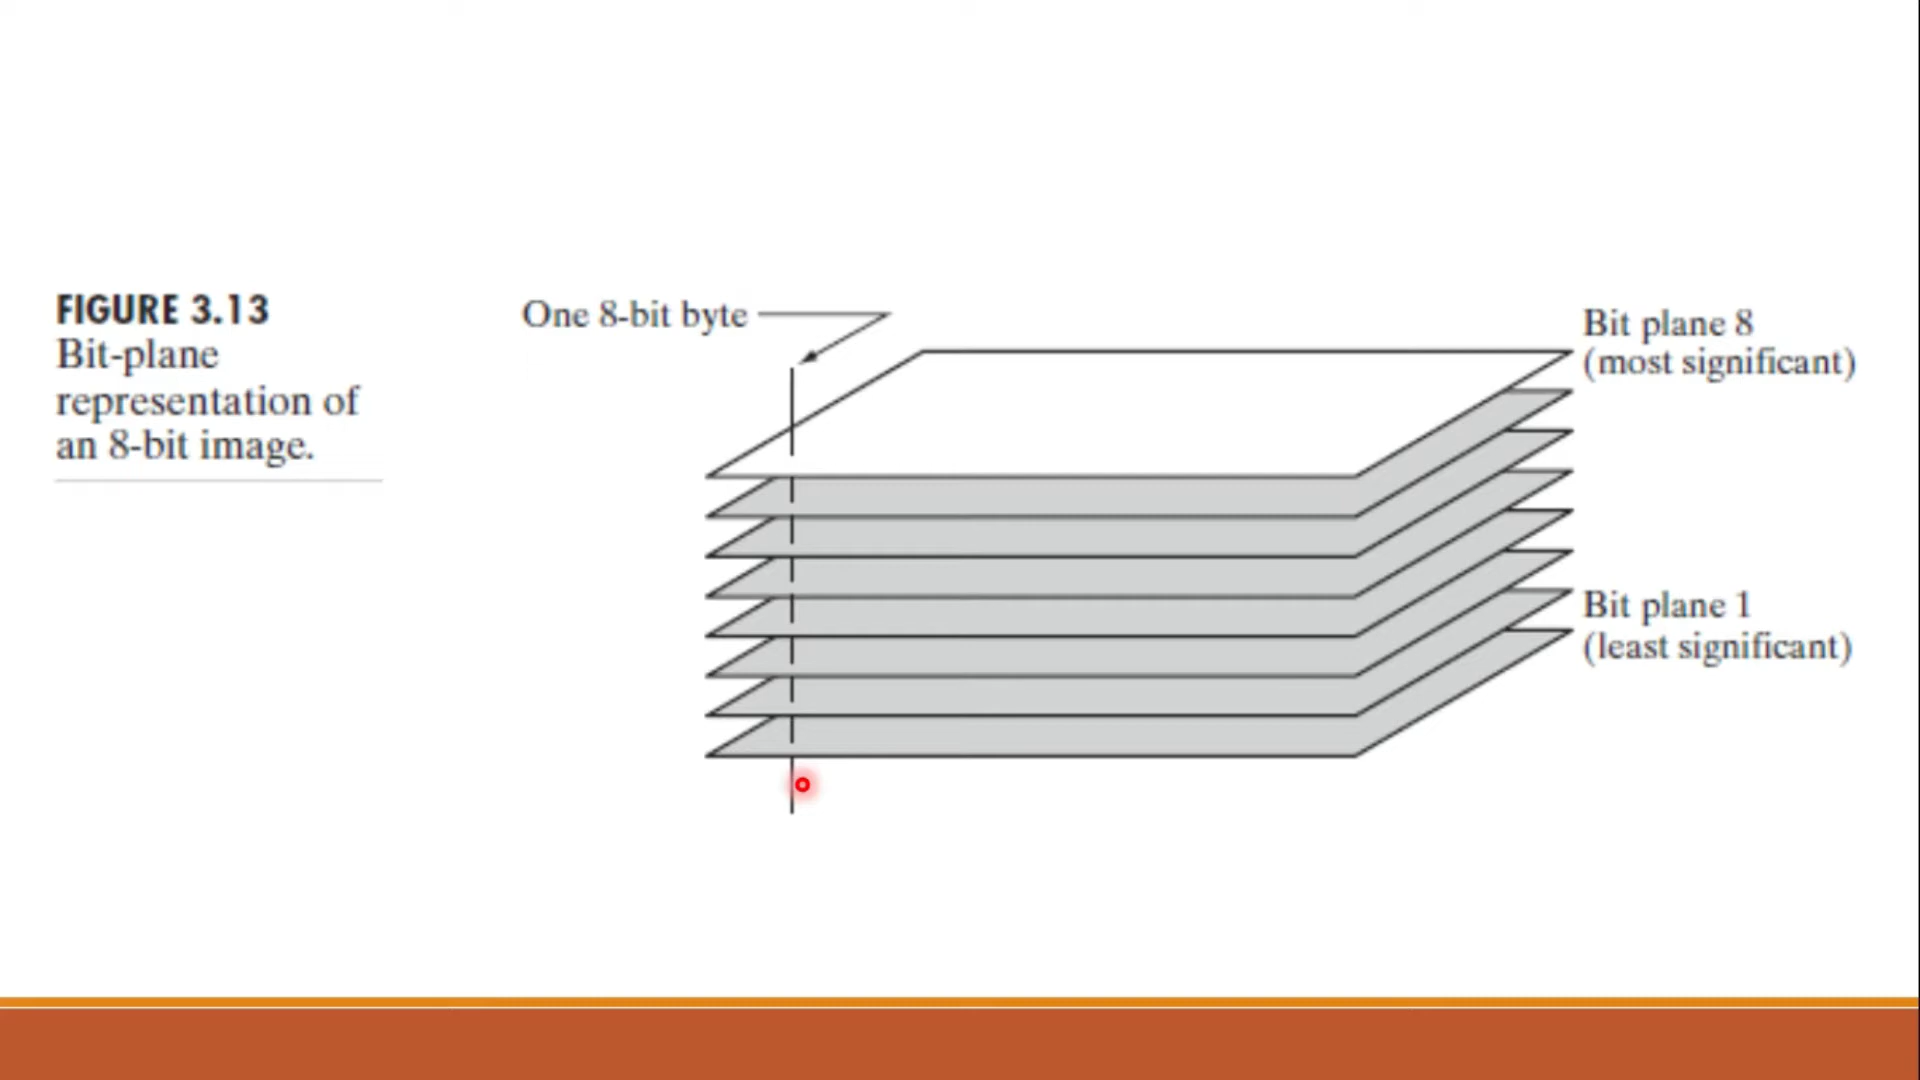 FIGURE 3.13
Bit-plane
representation of
an 8-bit image.
One 8-bit byte
Bit plane 8
(most significant)
Bit plane 1
(least significant)